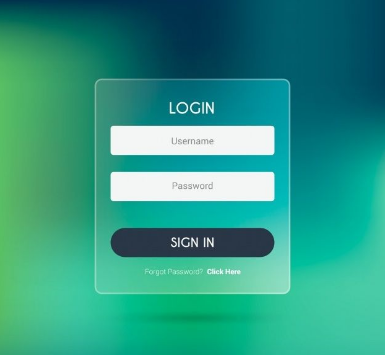 LOGIN
Username
Password
SIGN IN
Forgot Password? Click Here